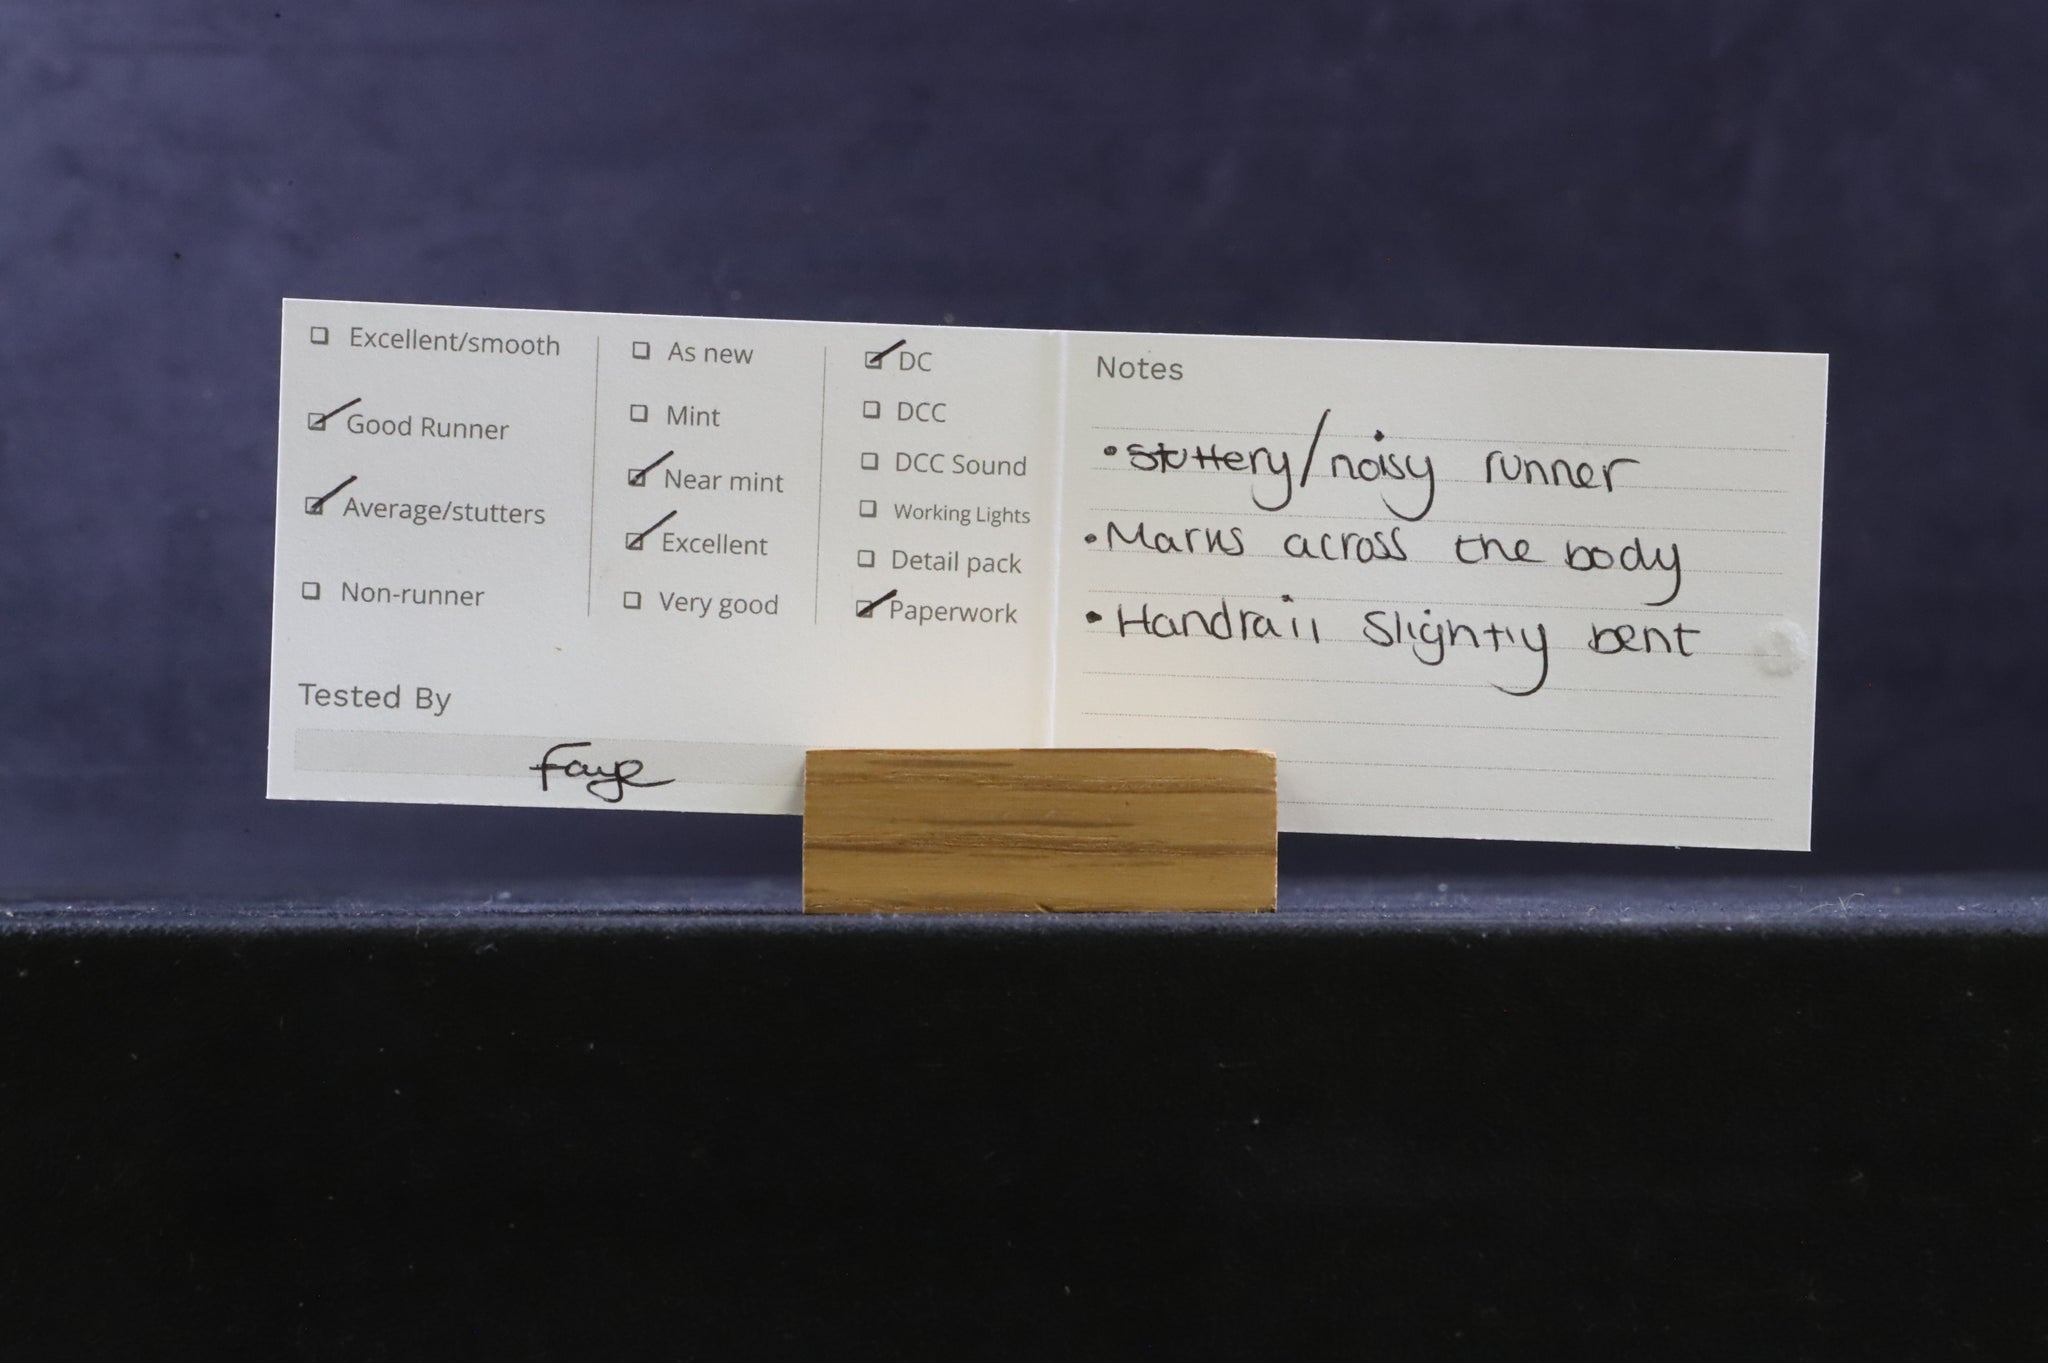 Excellent/smooth
Good Runner
Average/stutters
Non-runner
As new
Mint
Near mint
Excellent
Very good
DC
DCC
DCC Sound
Working Lights
Detail pack
Paperwork
Tested By
Faye
Notes
• Stuttery/noisy runner
• Marks across the body
• Handrail slightly bent